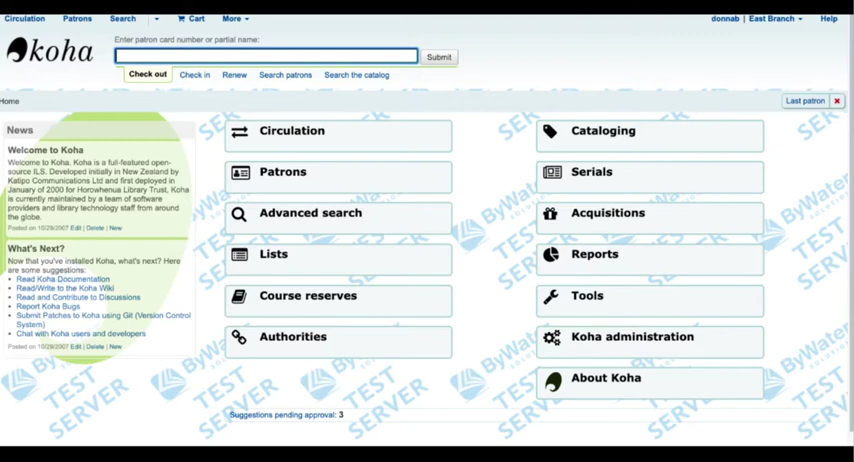 Circulation Patrons Search Cart More donnab | East Branch Help
koha
Enter patron card number or partial name:
Submit
Check out Check in Renew Search patrons Search the catalog
Home Last patron
News
Welcome to Koha
Welcome to Koha. Koha is a full-featured open-
source ILS. Developed initially in New Zealand by
Katipo Communications Ltd and first deployed in
January of 2000 for Horowhenua Library Trust, Koha
is currently maintained by a team of software
providers and library technology staff from around
the globe.
Posted on 10/29/2007 Edit | Delete | New
What's Next?
Now that you've installed Koha, what's next? Here
are some suggestions:
Read Koha Documentation
Read/Write to the Koha Wiki
Read and Contribute to Discussions
Report Koha Bugs
Submit Patches to Koha using Git (Version Control
System)
Chat with Koha users and developers
Posted on 10/29/2007 Edit | Delete | New
Circulation
Patrons
Advanced search
Lists
Course reserves
Authorities
Cataloging
Serials
Acquisitions
Reports
Tools
Koha administration
About Koha
Suggestions pending approval: 3
ByWater
SOLUTIONS
TEST
SERVER